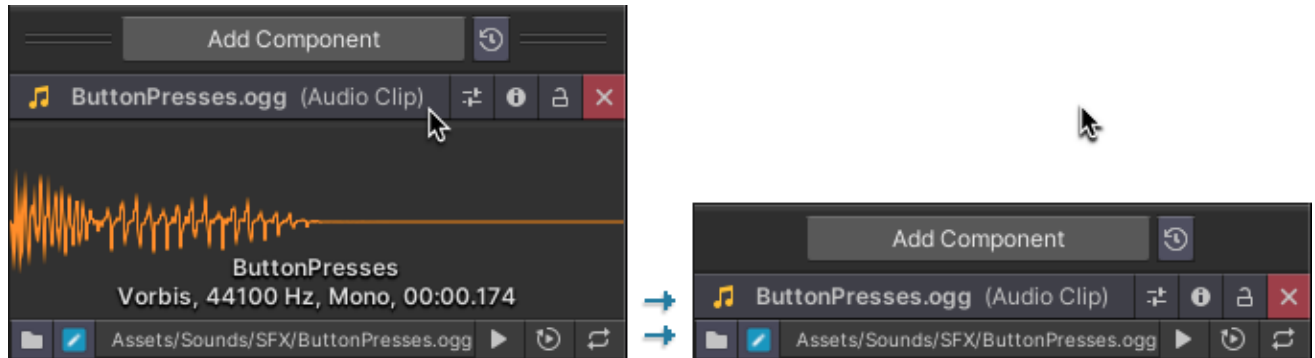 Add Component
ButtonPresses.ogg (Audio Clip)
ButtonPresses
Vorbis, 44100 Hz, Mono, 00:00.174
Assets/Sounds/SFX/ButtonPresses.ogg
Add Component
ButtonPresses.ogg (Audio Clip)
Assets/Sounds/SFX/ButtonPresses.ogg